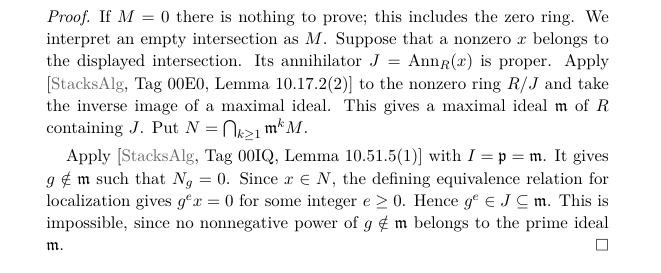 Proof. If M = 0 there is nothing to prove; this includes the zero ring. We
interpret an empty intersection as M. Suppose that a nonzero x belongs to
the displayed intersection. Its annihilator J = Ann_R(x) is proper. Apply
[StacksAlg, Tag 00E0, Lemma 10.17.2(2)] to the nonzero ring R/J and take
the inverse image of a maximal ideal. This gives a maximal ideal 𝔪 of R
containing J. Put N = ⋂_{k≥1} 𝔪^k M.
Apply [StacksAlg, Tag 00IQ, Lemma 10.51.5(1)] with I = 𝔭 = 𝔪. It gives
g ∉ 𝔪 such that N_g = 0. Since x ∈ N, the defining equivalence relation for
localization gives g^e x = 0 for some integer e ≥ 0. Hence g^e ∈ J ⊆ 𝔪. This is
impossible, since no nonnegative power of g ∉ 𝔪 belongs to the prime ideal
𝔪. □